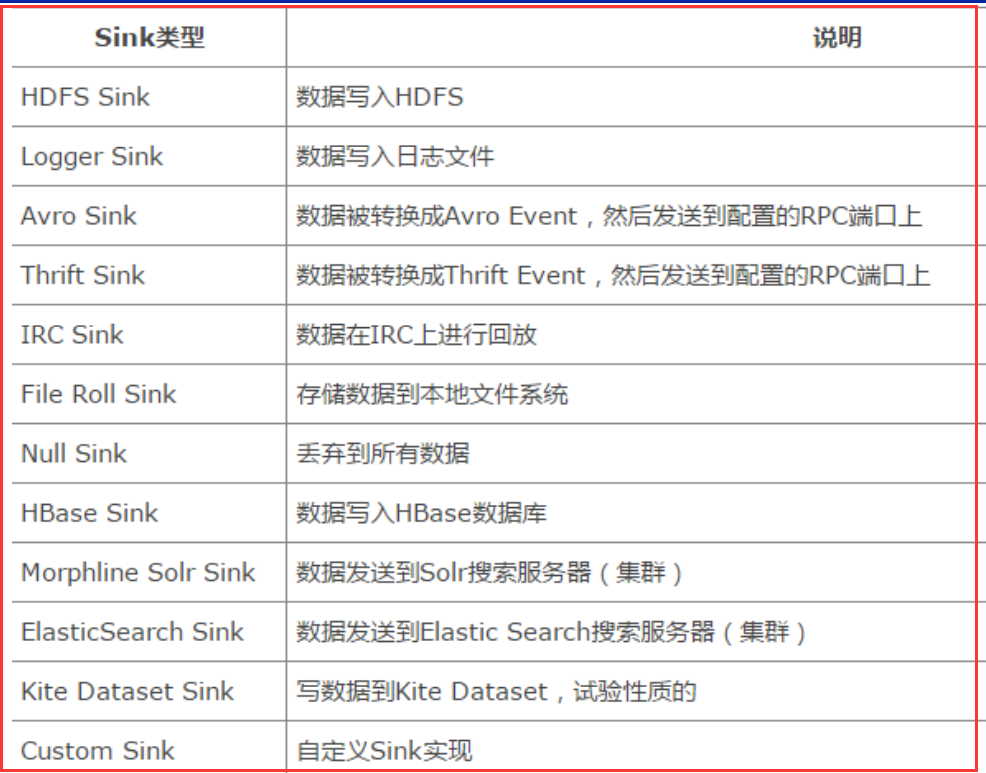 Sink类型 说明
HDFS Sink 数据写入HDFS
Logger Sink 数据写入日志文件
Avro Sink 数据被转换成Avro Event，然后发送到配置的RPC端口上
Thrift Sink 数据被转换成Thrift Event，然后发送到配置的RPC端口上
IRC Sink 数据在IRC上进行回放
File Roll Sink 存储数据到本地文件系统
Null Sink 丢弃到所有数据
HBase Sink 数据写入HBase数据库
Morphline Solr Sink 数据发送到Solr搜索服务器（集群）
ElasticSearch Sink 数据发送到Elastic Search搜索服务器（集群）
Kite Dataset Sink 写数据到Kite Dataset，试验性质的
Custom Sink 自定义Sink实现